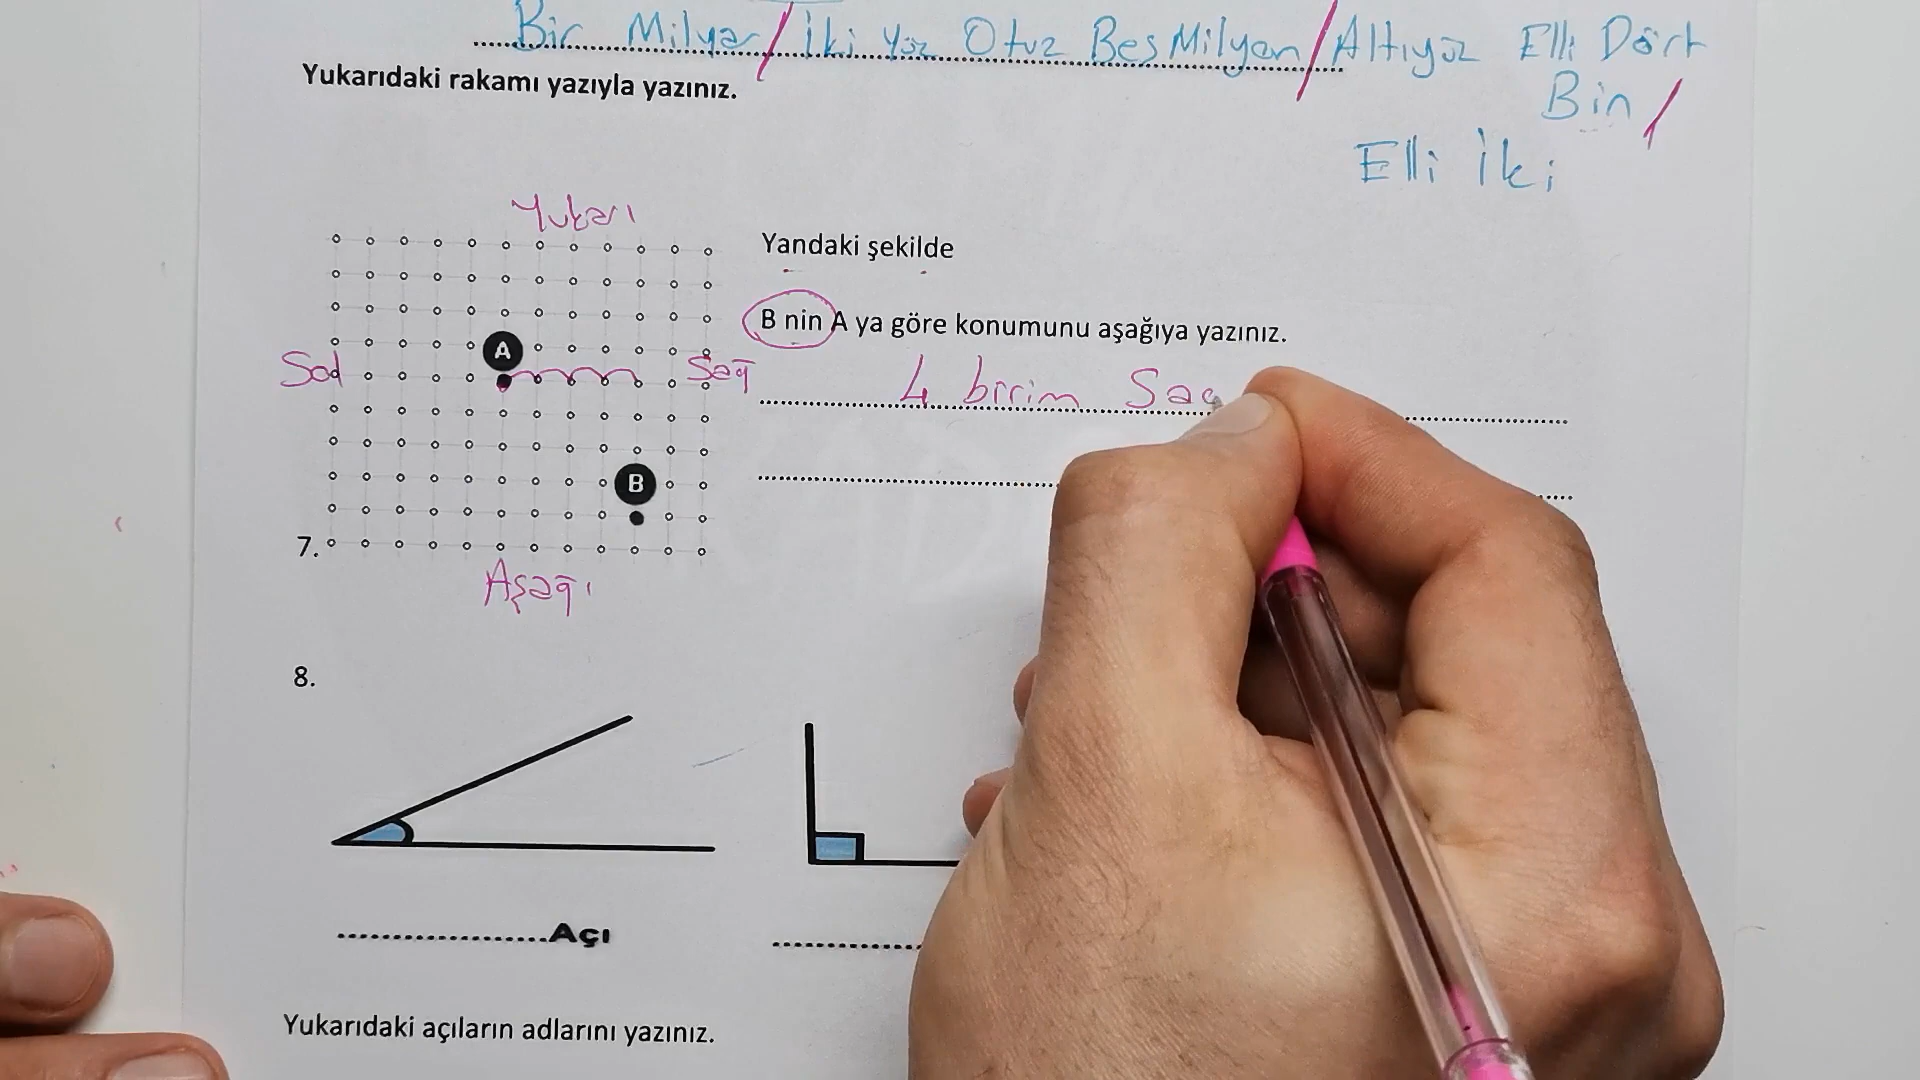 Bir Milyar / İki Yüz Otuz Beş Milyon / Altıyüz Elli Dört
Bin /
Elli İki
Yukarıdaki rakamı yazıyla yazınız.
Yukarı
Yandaki şekilde
B nin A ya göre konumunu aşağıya yazınız.
A
Sol
Sağ
4 birim Sağ
B
7.
Aşağı
8.
....................Açı
Yukarıdaki açıların adlarını yazınız.